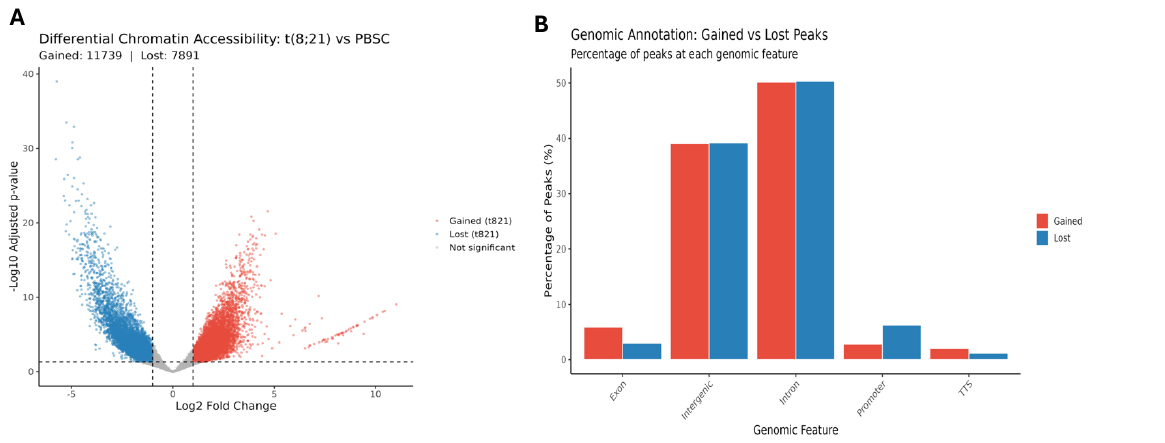 A
Differential Chromatin Accessibility: t(8;21) vs PBSC
Gained: 11739 | Lost: 7891
-Log10 Adjusted p-value
40
30
20
10
0
-5
0
5
10
Log2 Fold Change
Gained (t821)
Lost (t821)
Not significant
B
Genomic Annotation: Gained vs Lost Peaks
Percentage of peaks at each genomic feature
Percentage of Peaks (%)
50
40
30
20
10
0
Exon
Intergenic
Intron
Promoter
TTS
Genomic Feature
Gained
Lost